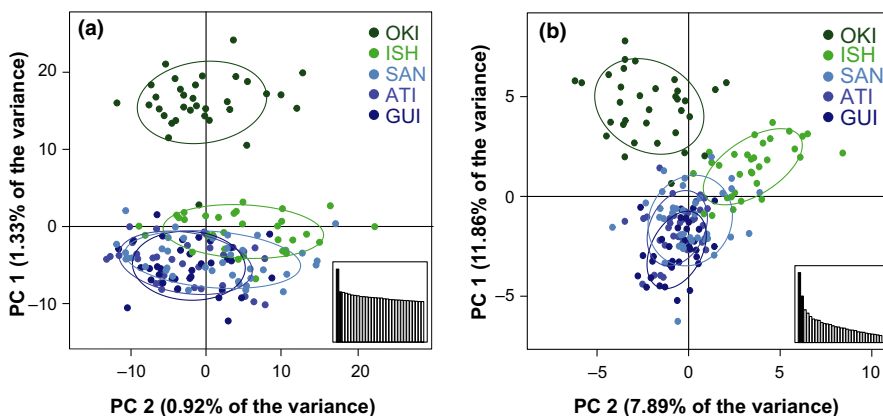 (a)
OKI
ISH
SAN
ATI
GUI
PC 1 (1.33% of the variance)
20
10
0
–10
–10 0 10 20
PC 2 (0.92% of the variance)
(b)
OKI
ISH
SAN
ATI
GUI
PC 1 (11.86% of the variance)
5
0
–5
–5 0 5 10
PC 2 (7.89% of the variance)